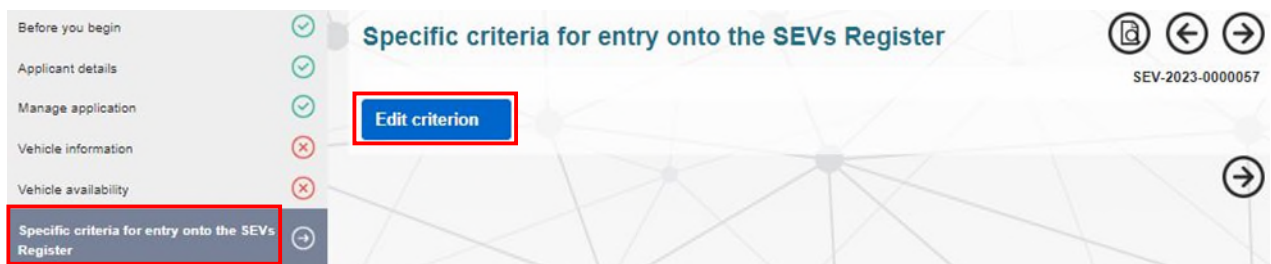 Before you begin
Applicant details
Manage application
Vehicle information
Vehicle availability
Specific criteria for entry onto the SEVs
Register
Specific criteria for entry onto the SEVs Register
SEV-2023-0000057
Edit criterion